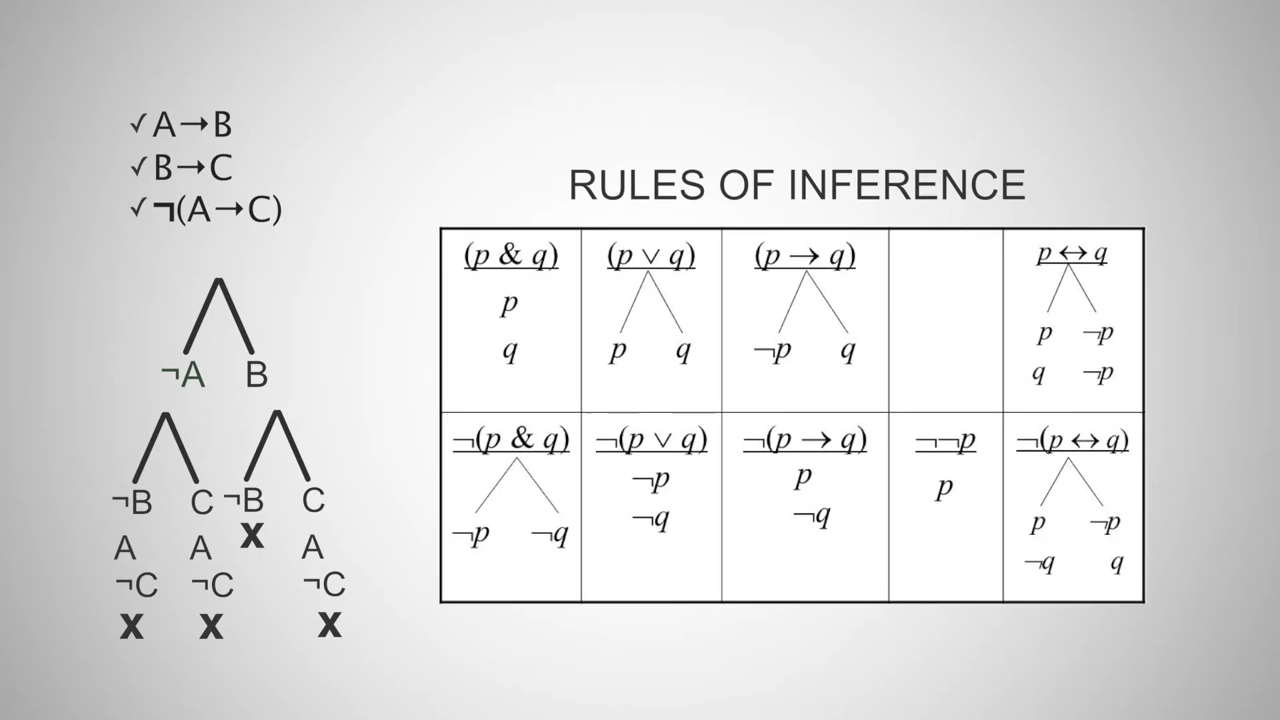 ✓ A→B
✓ B→C
✓ ¬(A→C)
¬A B
¬B C ¬B C
X
A A A
¬C ¬C ¬C
X X X
RULES OF INFERENCE
(p & q) (p ∨ q) (p → q) p ↔ q
p
q
p q
¬p q
p ¬p
q ¬p
¬(p & q) ¬(p ∨ q) ¬(p → q) ¬¬p ¬(p ↔ q)
¬p ¬q
¬p
¬q
p
¬q
p
p ¬p
¬q q